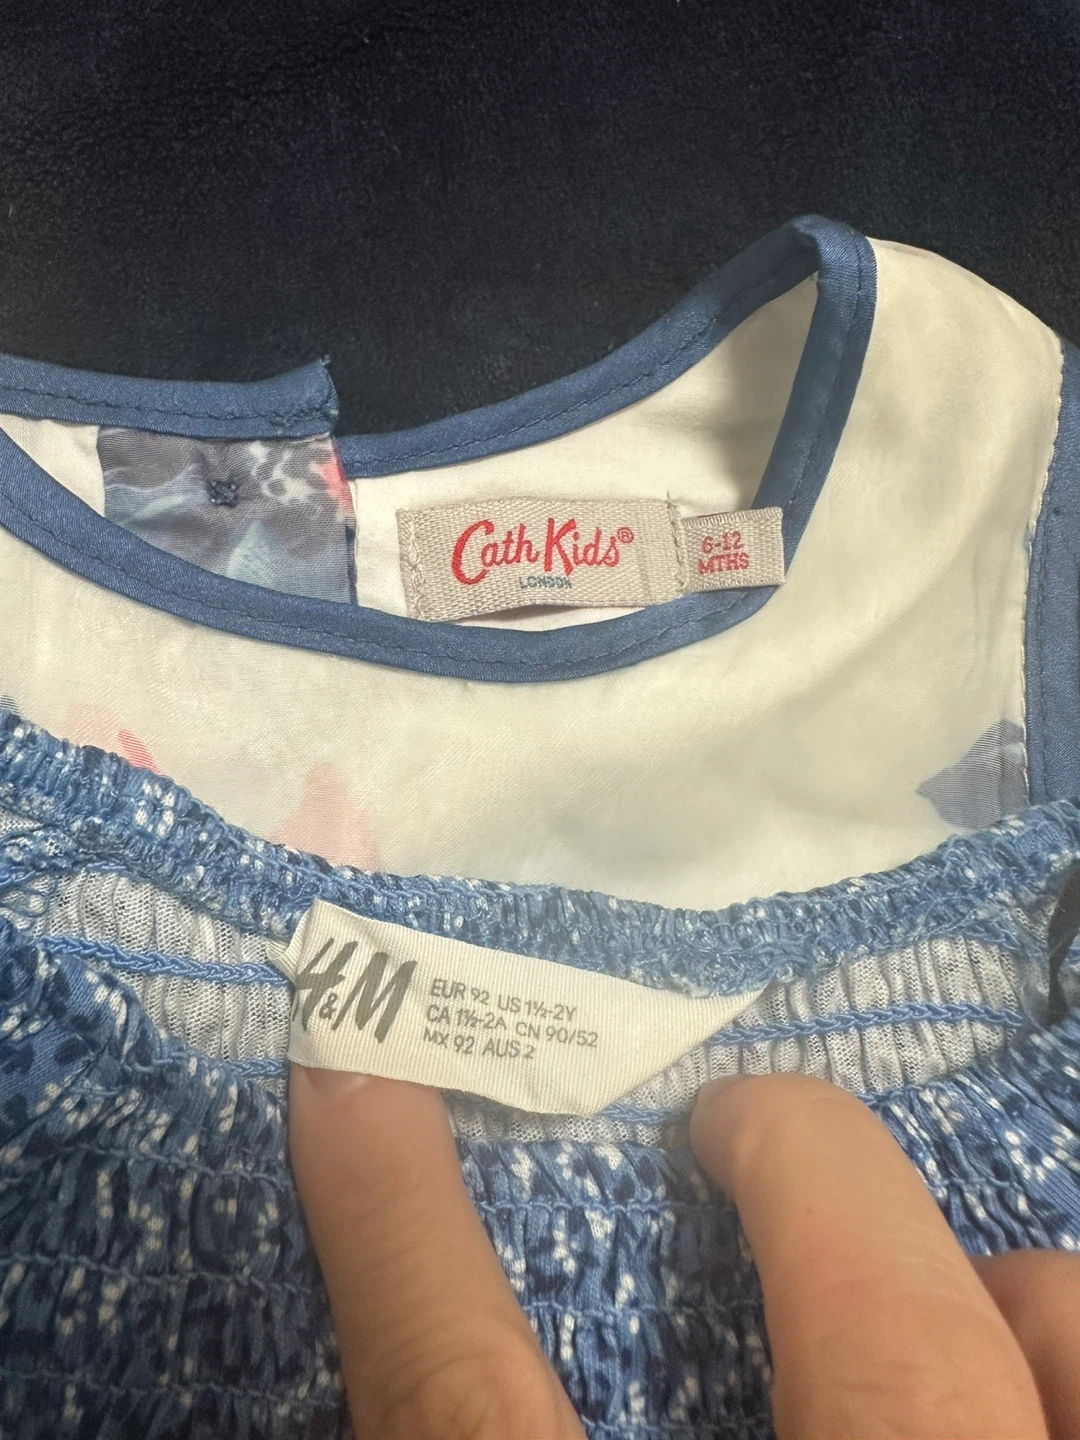 Cath Kids®
LONDON
6-12
MTHS
H&M
EUR 92 US 1½-2Y
CA 1½-2A CN 90/52
MX 92 AUS 2